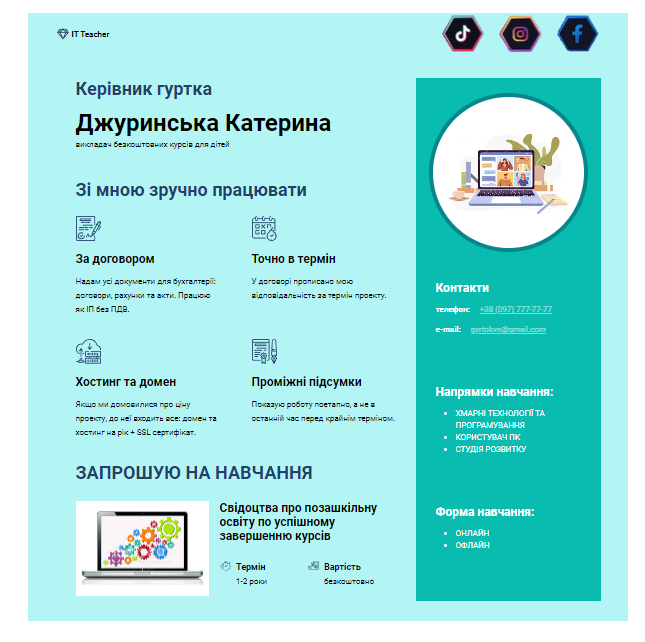 IT Teacher
Керівник гуртка
Джуринська Катерина
викладач безкоштовних курсів для дітей
Зі мною зручно працювати
За договором
Надам усі документи для бухгалтерії:
договори, рахунки та акти. Працюю
як ІП без ПДВ.
Точно в термін
У договорі прописано мою
відповідальність за термін проекту.
Хостинг та домен
Якщо ми домовилися про ціну
проекту, до неї входить все: домен та
хостинг на рік + SSL сертифікат.
Проміжні підсумки
Показую роботу поетапно, а не в
останній час перед крайнім терміном.
ЗАПРОШУЮ НА НАВЧАННЯ
Свідоцтва про позашкільну
освіту по успішному
завершенню курсів
Термін
1-2 роки
Вартість
безкоштовно
Контакти
телефон: +38 (097) 777-77-77
e-mail: gyrtokm@gmail.com
Напрямки навчання:
ХМАРНІ ТЕХНОЛОГІЇ ТА
ПРОГРАМУВАННЯ
КОРИСТУВАЧ ПК
СТУДІЯ РОЗВИТКУ
Форма навчання:
ОНЛАЙН
ОФЛАЙН